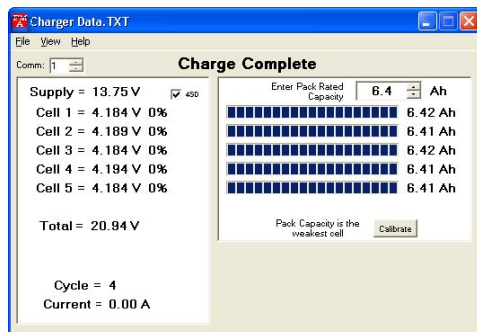 Charger Data.TXT
File View Help
Comm: 1
Charge Complete
Supply = 13.75 V
4SD
Cell 1 = 4.184 V 0%
Cell 2 = 4.189 V 0%
Cell 3 = 4.184 V 0%
Cell 4 = 4.194 V 0%
Cell 5 = 4.184 V 0%
Total = 20.94 V
Cycle = 4
Current = 0.00 A
Enter Pack Rated
Capacity
6.4 Ah
6.42 Ah
6.41 Ah
6.42 Ah
6.41 Ah
6.41 Ah
Pack Capacity is the
weakest cell
Calibrate